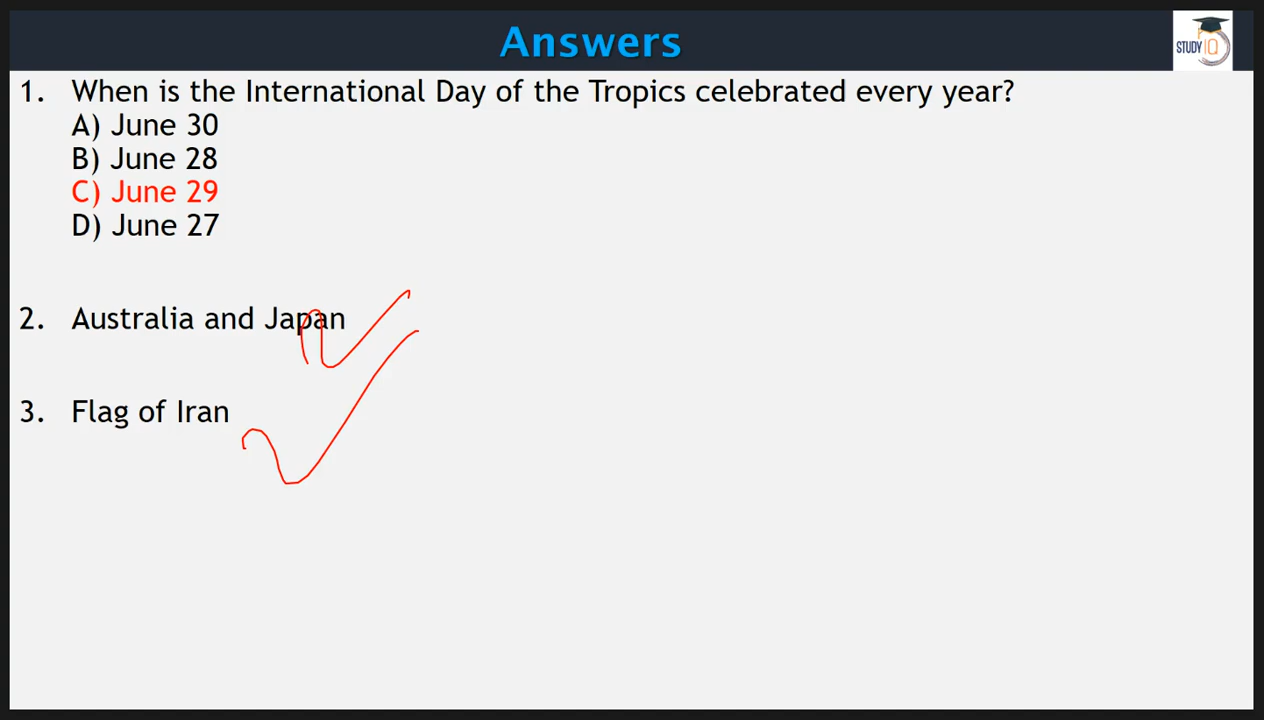 Answers
STUDY IQ
1. When is the International Day of the Tropics celebrated every year?
A) June 30
B) June 28
C) June 29
D) June 27
2. Australia and Japan
3. Flag of Iran